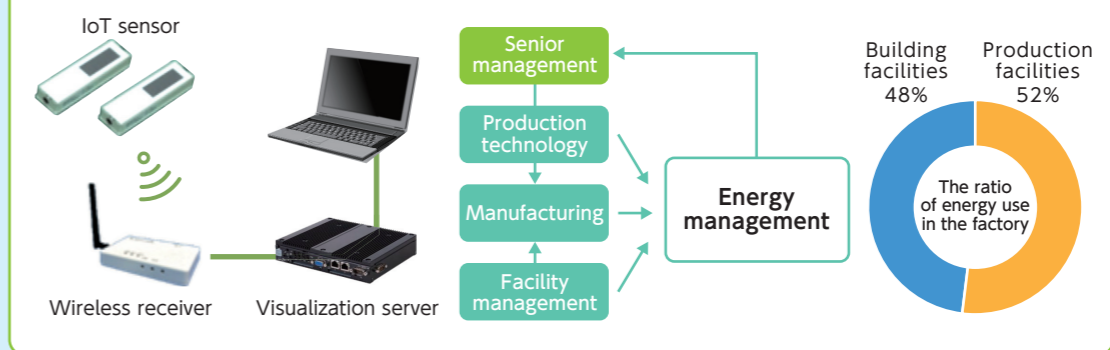 IoT sensor
Wireless receiver
Visualization server
Senior
management
Production
technology
Manufacturing
Facility
management
Energy
management
Building
facilities
48%
Production
facilities
52%
The ratio
of energy use
in the factory